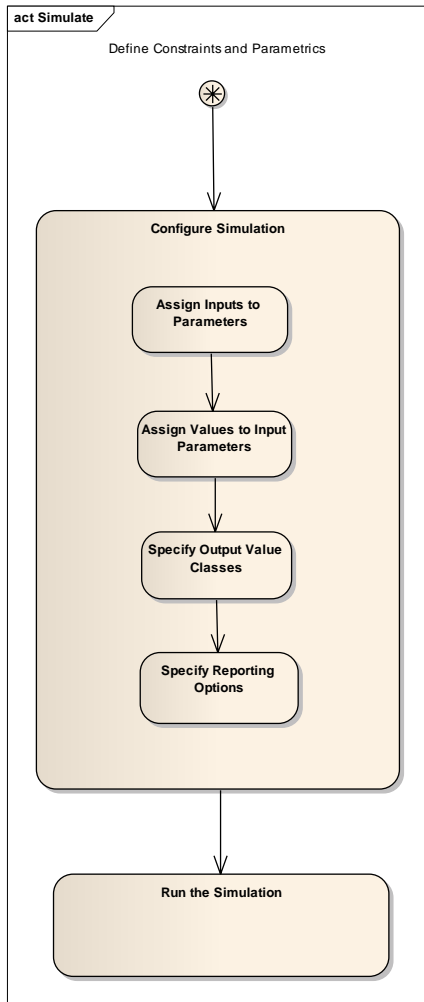 act Simulate
Define Constraints and Parametrics
Configure Simulation
Assign Inputs to
Parameters
Assign Values to Input
Parameters
Specify Output Value
Classes
Specify Reporting
Options
Run the Simulation